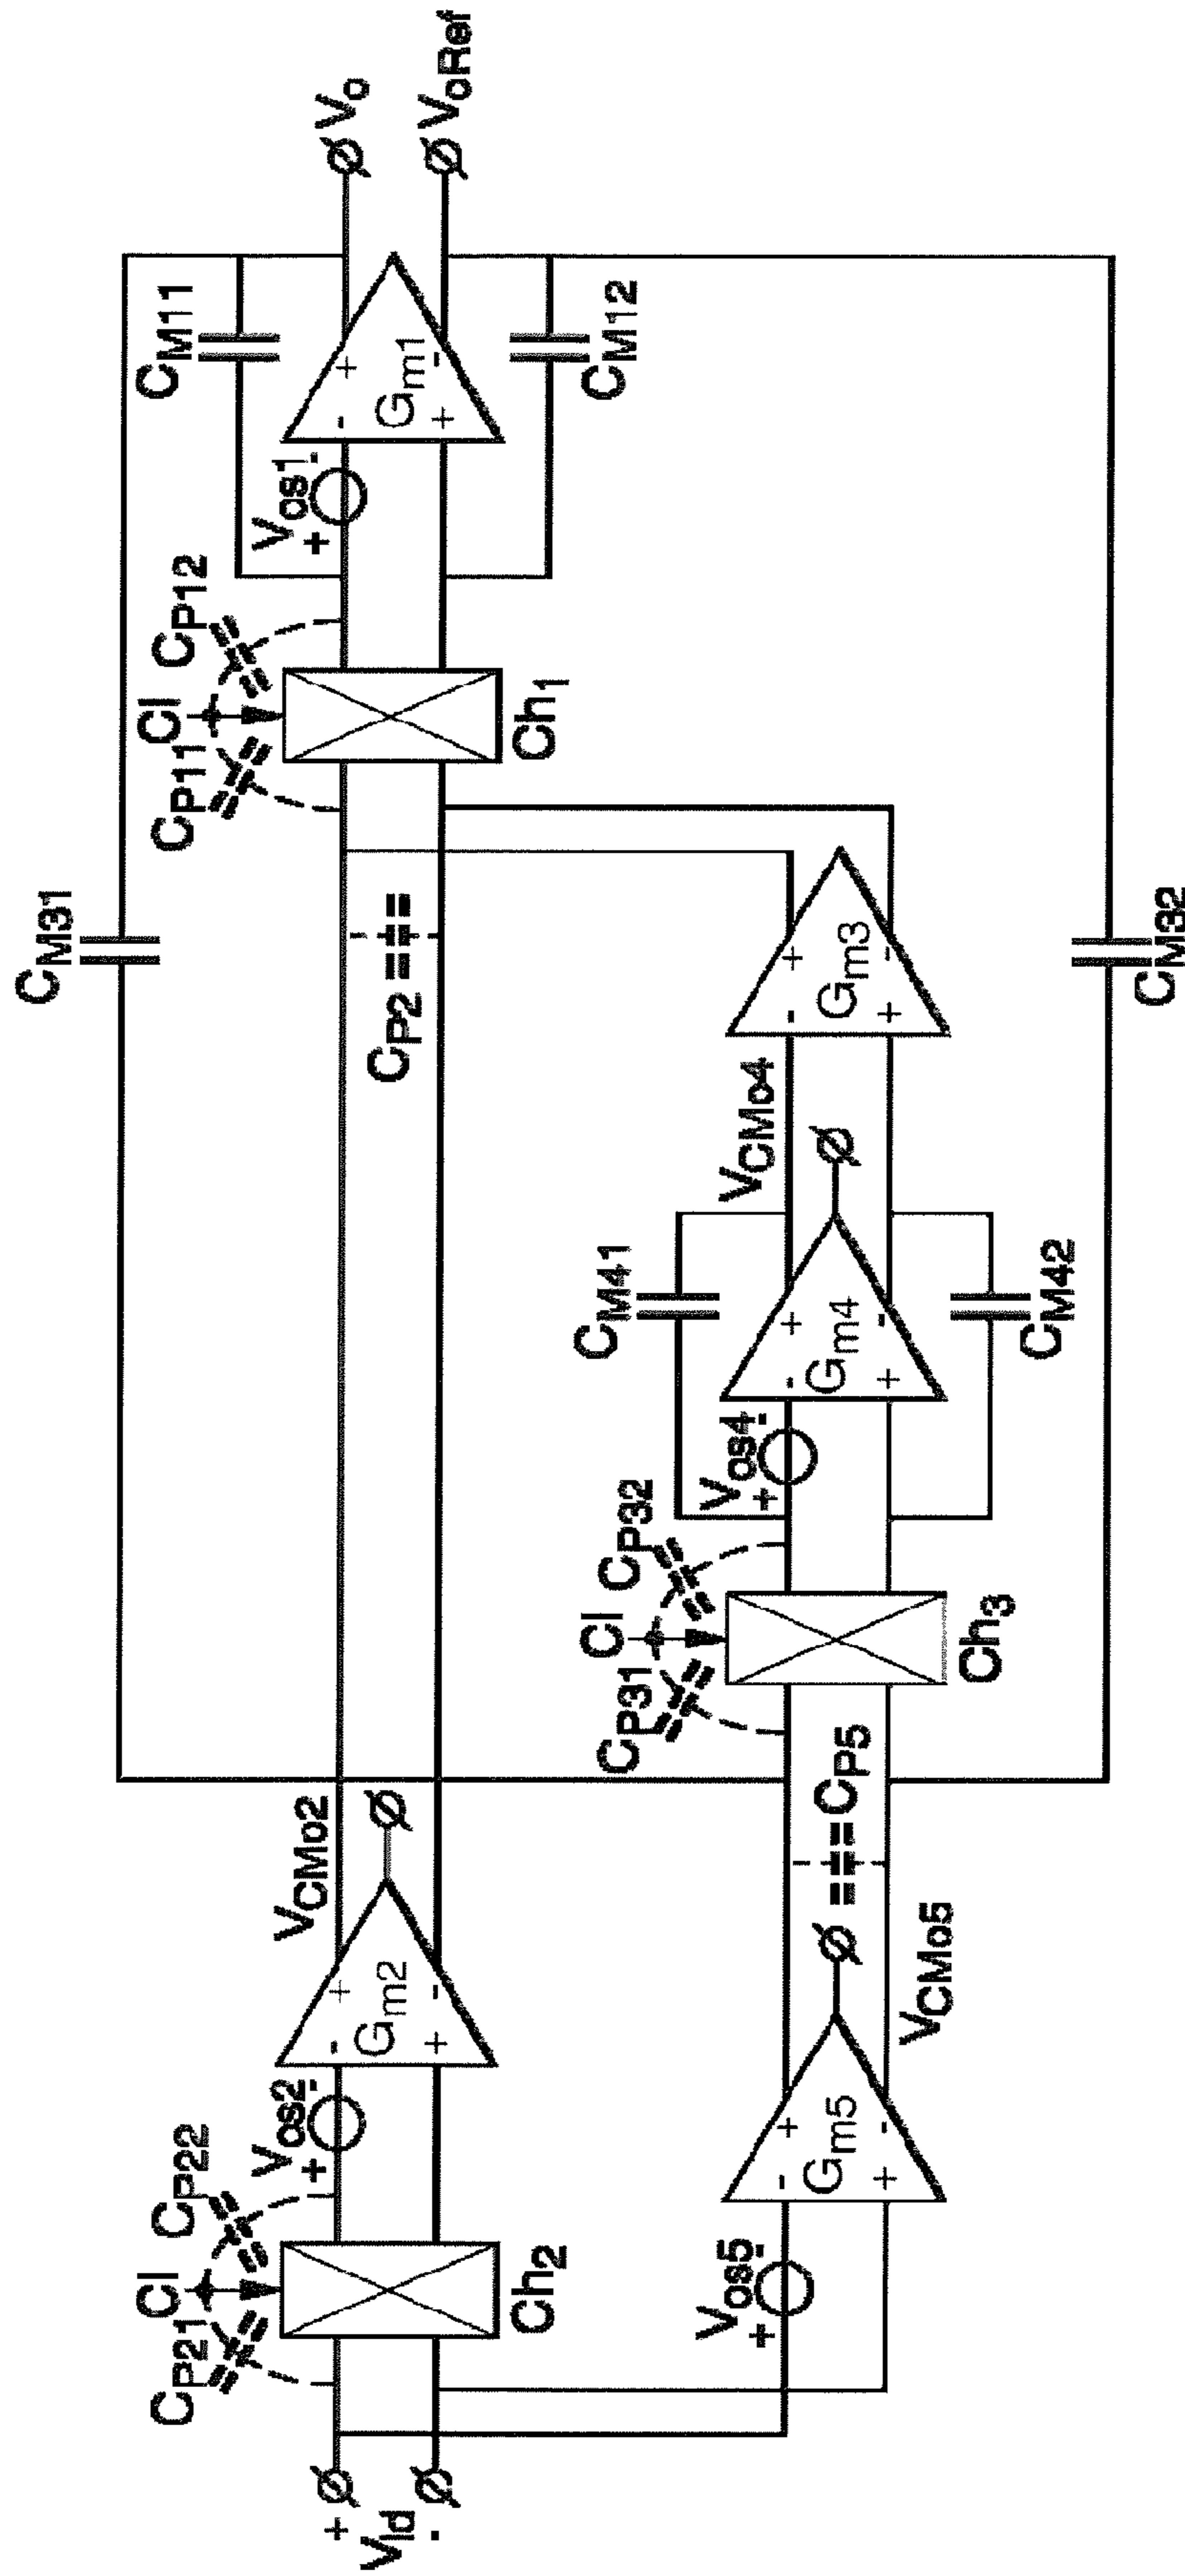 CM31
CM11
Cl
CP11
CP12
Vos1
+
-
-
+
Gm1
+
-
Vo
VoRef
CM12
Ch1
CP2
Cl
CP21
CP22
Vos2
+
-
-
+
Gm2
+
-
VCMo2
Ch2
+
VId
-
Cl
CP31
CP32
Vos4
+
-
-
+
Gm4
+
-
CM41
CM42
VCMo4
-
+
Gm3
+
-
Ch3
CP5
Vos5
+
-
-
+
Gm5
+
-
VCMo5
CM32